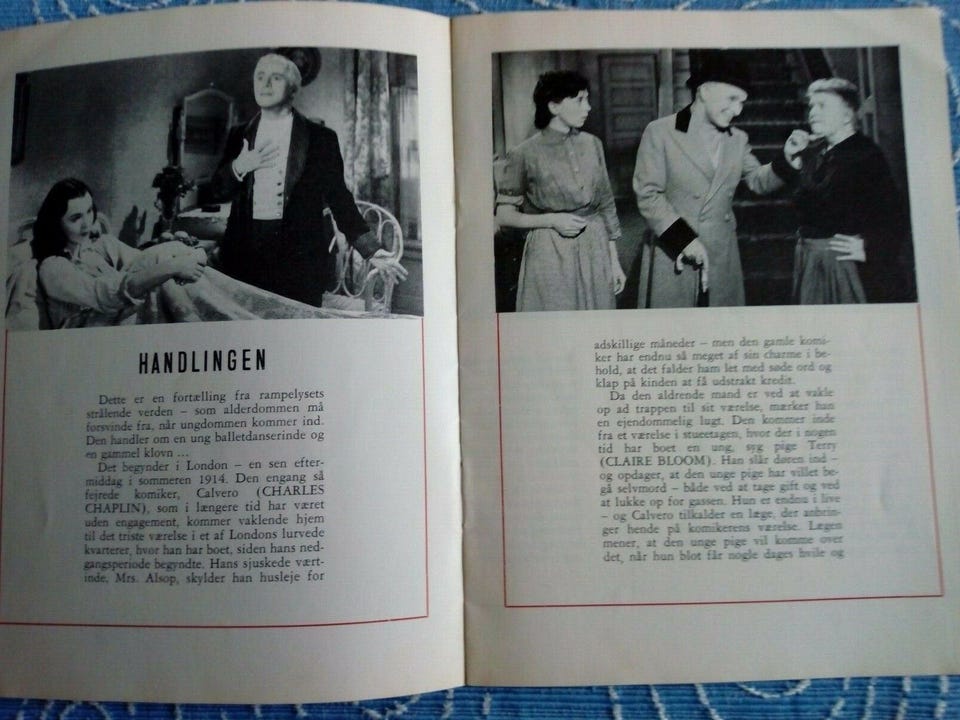 HANDLINGEN
Dette er en fortælling fra rampelysets
strålende verden – som alderdommen må
forsvinde fra, når ungdommen kommer ind.
Den handler om en ung balletdanserinde og
en gammel klovn ...
Det begynder i London – en sen efter-
middag i sommeren 1914. Den engang så
fejrede komiker, Calvero (CHARLES
CHAPLIN), som i længere tid har været
uden engagement, kommer vaklende hjem
til det triste værelse i et af Londons lurvede
kvarterer, hvor han har boet, siden hans ned-
gangsperiode begyndte. Hans sjuskede vært-
inde, Mrs. Alsop, skylder han husleje for
adskillige måneder – men den gamle komi-
ker har endnu så meget af sin charme i be-
hold, at det falder ham let med søde ord og
klap på kinden at få udstrakt kredit.
Da den aldrende mand er ved at vakle
op ad trappen til sit værelse, mærker han
en ejendommelig lugt. Den kommer inde
fra et værelse i stueetagen, hvor der i nogen
tid har boet en ung, syg pige Terry
(CLAIRE BLOOM). Han slår døren ind –
og opdager, at den unge pige har villet be-
gå selvmord – både ved at tage gift og ved
at lukke op for gassen. Hun er endnu i live
– og Calvero tilkalder en læge, der anbrin-
ger hende på komikerens værelse. Lægen
mener, at den unge pige vil komme over
det, når hun blot får nogle dages hvile og